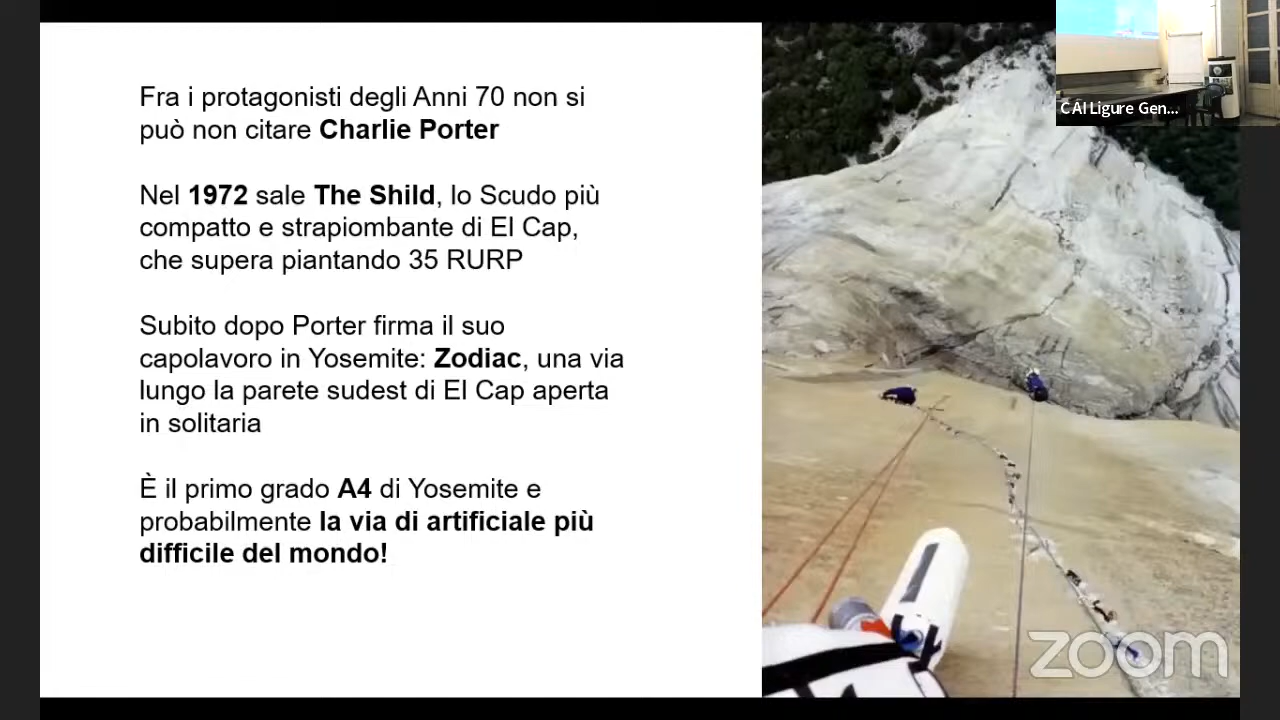 Fra i protagonisti degli Anni 70 non si
può non citare Charlie Porter
Nel 1972 sale The Shild, lo Scudo più
compatto e strapiombante di El Cap,
che supera piantando 35 RURP
Subito dopo Porter firma il suo
capolavoro in Yosemite: Zodiac, una via
lungo la parete sudest di El Cap aperta
in solitaria
È il primo grado A4 di Yosemite e
probabilmente la via di artificiale più
difficile del mondo!
CAI Ligure Gen...
zoom